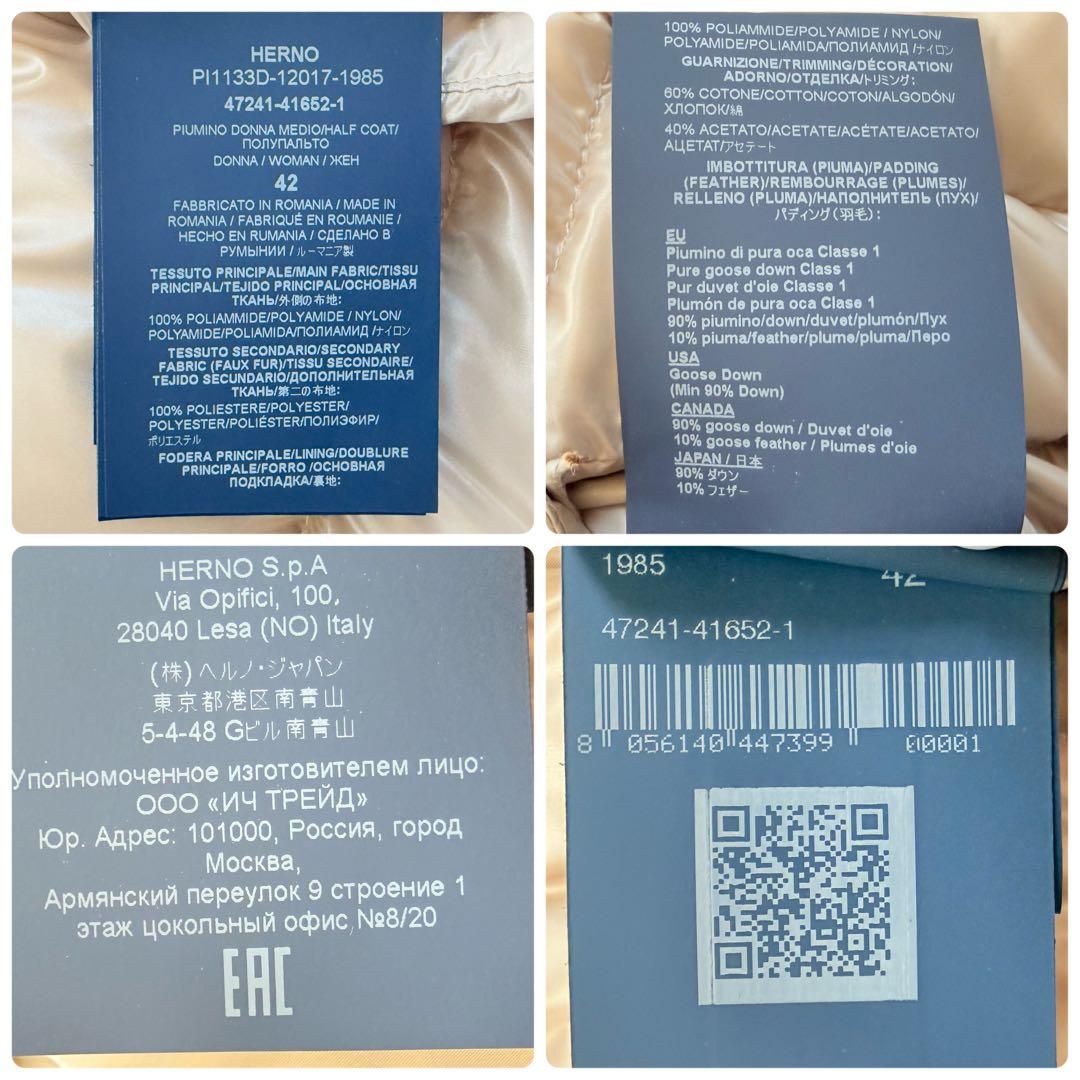 HERNO
PI1133D-12017-1985
47241-41652-1
PIUMINO DONNA MEDIO/HALF COAT/
ПОЛУПАЛЬТО
DONNA / WOMAN / ЖЕН
42
FABBRICATO IN ROMANIA / MADE IN
ROMANIA / FABRIQUÉ EN ROUMANIE /
HECHO EN RUMANIA / СДЕЛАНО В
РУМЫНИИ / ルーマニア製
TESSUTO PRINCIPALE/MAIN FABRIC/TISSU
PRINCIPAL/TEJIDO PRINCIPAL/ОСНОВНАЯ
ТКАНЬ/外側の布地:
100% POLIAMMIDE/POLYAMIDE / NYLON/
POLYAMIDE/POLIAMIDA/ПОЛИАМИД /ナイロン
TESSUTO SECONDARIO/SECONDARY
FABRIC (FAUX FUR)/TISSU SECONDAIRE/
TEJIDO SECUNDARIO/ДОПОЛНИТЕЛЬНАЯ
ТКАНЬ/第二の布地:
100% POLIESTERE/POLYESTER/
POLYESTER/POLIÉSTER/ПОЛИЭФИР/
ポリエステル
FODERA PRINCIPALE/LINING/DOUBLURE
PRINCIPALE/FORRO /ОСНОВНАЯ
ПОДКЛАДКА/裏地:
100% POLIAMMIDE/POLYAMIDE / NYLON/
POLYAMIDE/POLIAMIDA/ПОЛИАМИД /ナイロン
GUARNIZIONE/TRIMMING/DÉCORATION/
ADORNO/ОТДЕЛКА/トリミング:
60% COTONE/COTTON/COTON/ALGODÓN/
ХЛОПОК/綿
40% ACETATO/ACETATE/ACÉTATE/ACETATO/
АЦЕТАТ/アセテート
IMBOTTITURA (PIUMA)/PADDING
(FEATHER)/REMBOURRAGE (PLUMES)/
RELLENO (PLUMA)/НАПОЛНИТЕЛЬ (ПУХ)/
パディング(羽毛):
EU
Piumino di pura oca Classe 1
Pure goose down Class 1
Pur duvet d'oie Classe 1
Plumón de pura oca Clase 1
90% piumino/down/duvet/plumón/Пух
10% piuma/feather/plume/pluma/Перо
USA
Goose Down
(Min 90% Down)
CANADA
90% goose down / Duvet d'oie
10% goose feather / Plumes d'oie
JAPAN / 日本
90% ダウン
10% フェザー
HERNO S.p.A
Via Opifici, 100,
28040 Lesa (NO) Italy
(株)ヘルノ・ジャパン
東京都港区南青山
5-4-48 Gビル南青山
Уполномоченное изготовителем лицо:
ООО «ИЧ ТРЕЙД»
Юр. Адрес: 101000, Россия, город
Москва,
Армянский переулок 9 строение 1
этаж цокольный офис,№8/20
EAC
1985 42
47241-41652-1
8 056140 447399 00001